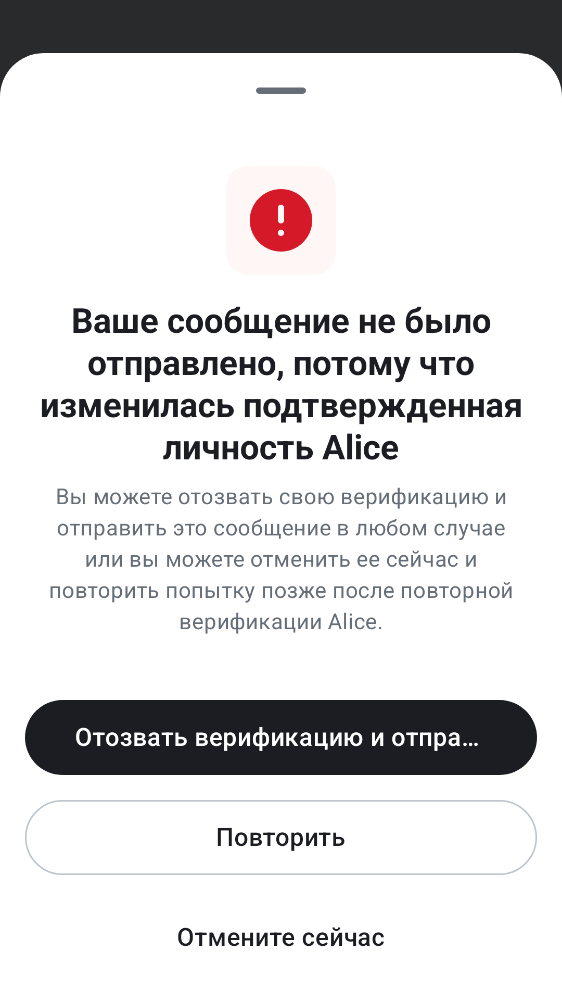 Ваше сообщение не было
отправлено, потому что
изменилась подтвержденная
личность Alice
Вы можете отозвать свою верификацию и
отправить это сообщение в любом случае
или вы можете отменить ее сейчас и
повторить попытку позже после повторной
верификации Alice.
Отозвать верификацию и отпра...
Повторить
Отмените сейчас